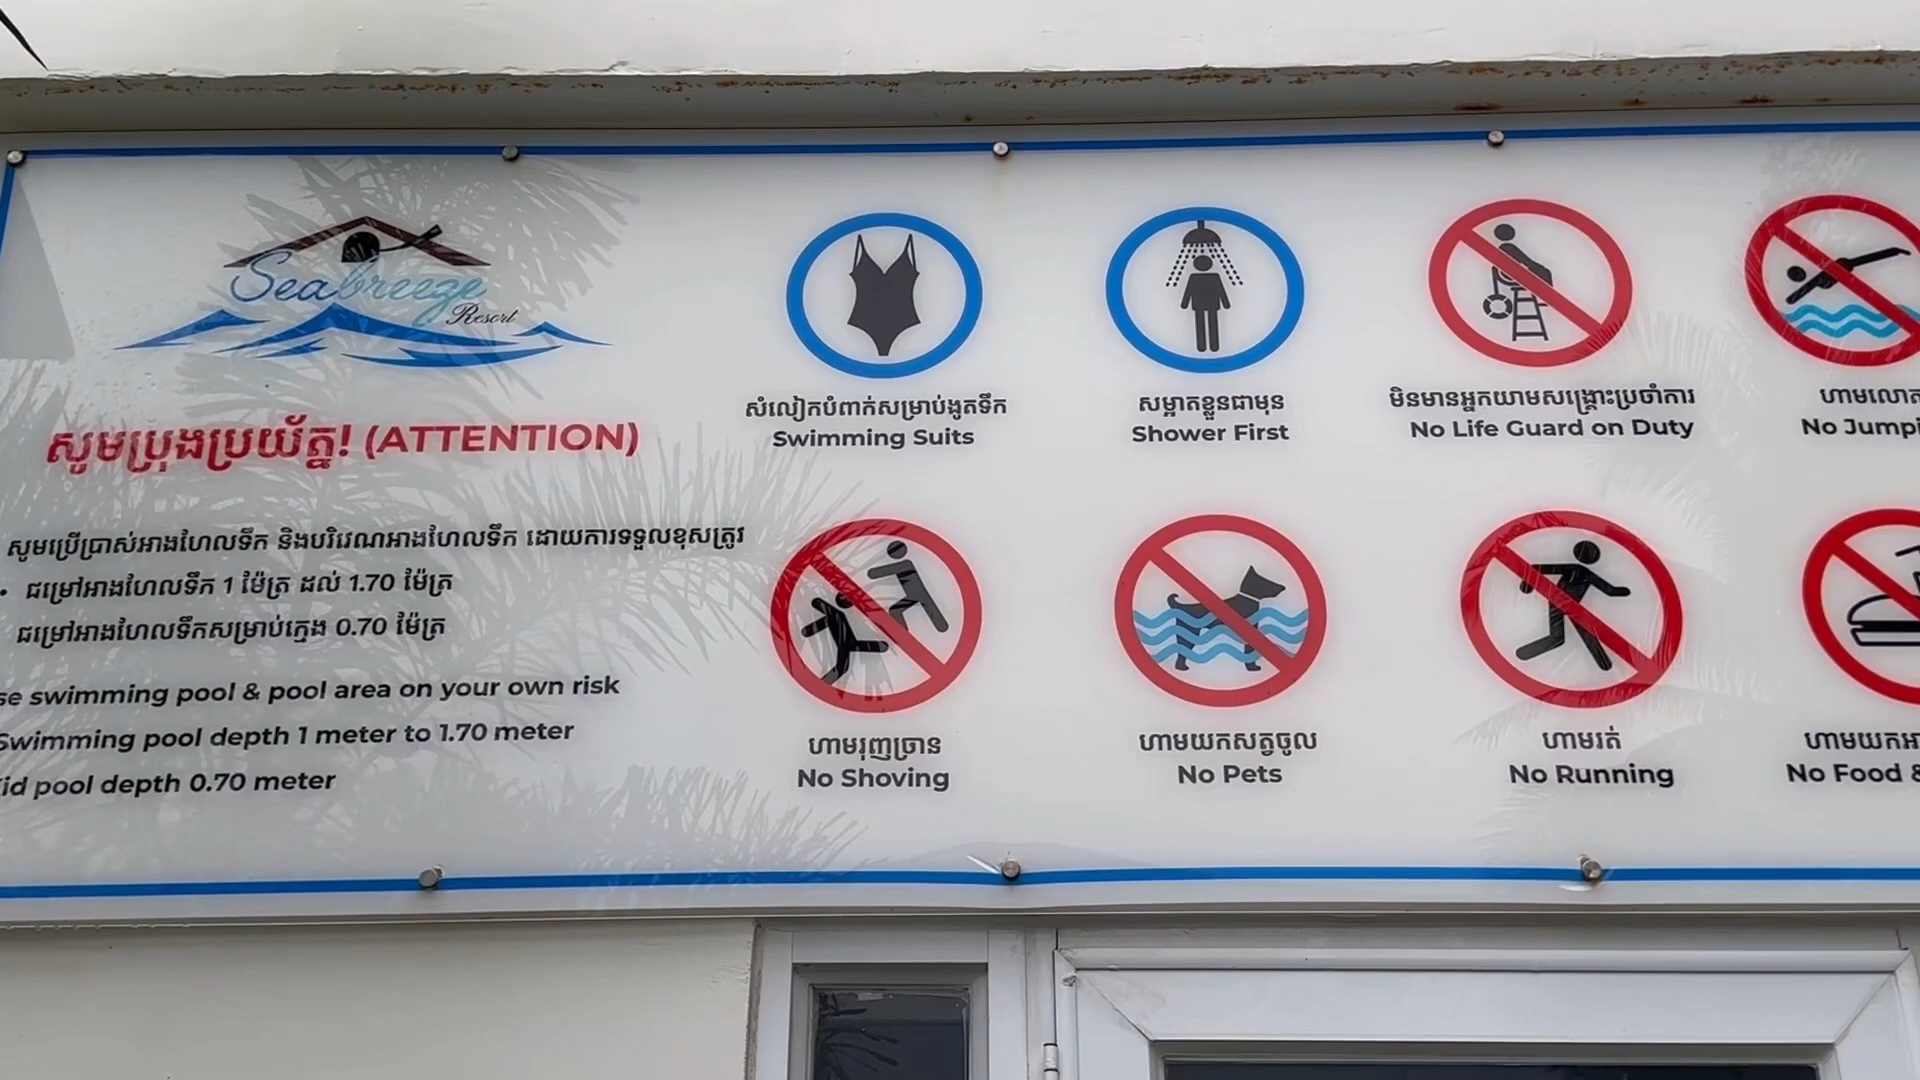 Seabreeze
Resort
សូមប្រុងប្រយ័ត្ន! (ATTENTION)
សូមប្រើប្រាស់អាងហែលទឹក និងបរិវេណអាងហែលទឹក ដោយការទទួលខុសត្រូវ
• ជម្រៅអាងហែលទឹក 1 ម៉ែត្រ ដល់ 1.70 ម៉ែត្រ
ជម្រៅអាងហែលទឹកសម្រាប់ក្មេង 0.70 ម៉ែត្រ
swimming pool & pool area on your own risk
Swimming pool depth 1 meter to 1.70 meter
pool depth 0.70 meter
សំលៀកបំពាក់សម្រាប់ងូតទឹក
Swimming Suits
សម្អាតខ្លួនជាមុន
Shower First
មិនមានអ្នកយាមសង្គ្រោះប្រចាំការ
No Life Guard on Duty
ហាមលោត
No Jumpi
ហាមរុញច្រាន
No Shoving
ហាមយកសត្វចូល
No Pets
ហាមរត់
No Running
ហាមយកអា
No Food &